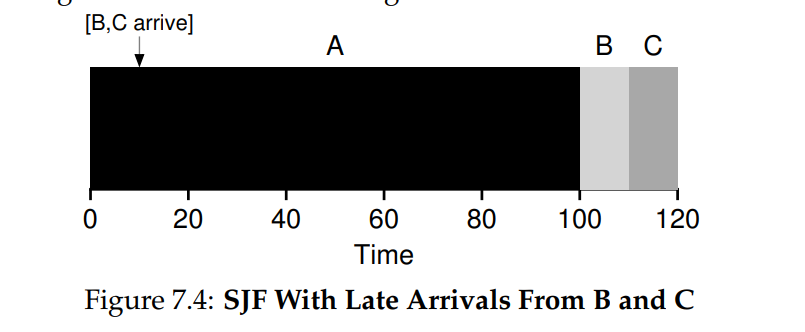 [B,C arrive]
A B C
0 20 40 60 80 100 120
Time
Figure 7.4: SJF With Late Arrivals From B and C